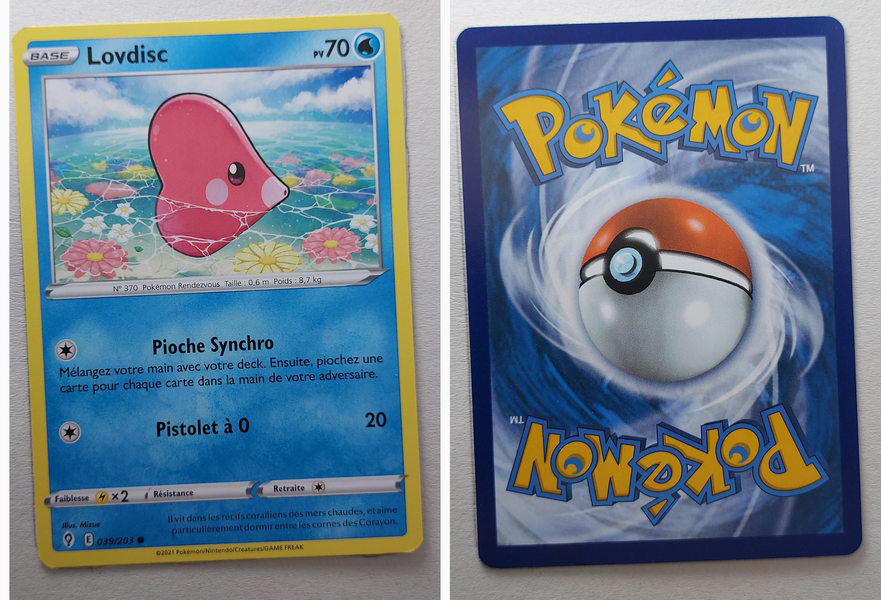 BASE Lovdisc PV 70
N° 370 Pokémon Rendezvous Taille : 0,6 m Poids : 8,7 kg
Pioche Synchro
Mélangez votre main avec votre deck. Ensuite, piochez une
carte pour chaque carte dans la main de votre adversaire.
Pistolet à O 20
Faiblesse ×2 Résistance Retraite
Illus. Mizue
Il vit dans les récifs coralliens des mers chaudes, et aime
particulièrement dormir entre les cornes des Corayon.
E 039/203
©2021 Pokémon/Nintendo/Creatures/GAME FREAK
POKéMON
TM
TM
POKéMON